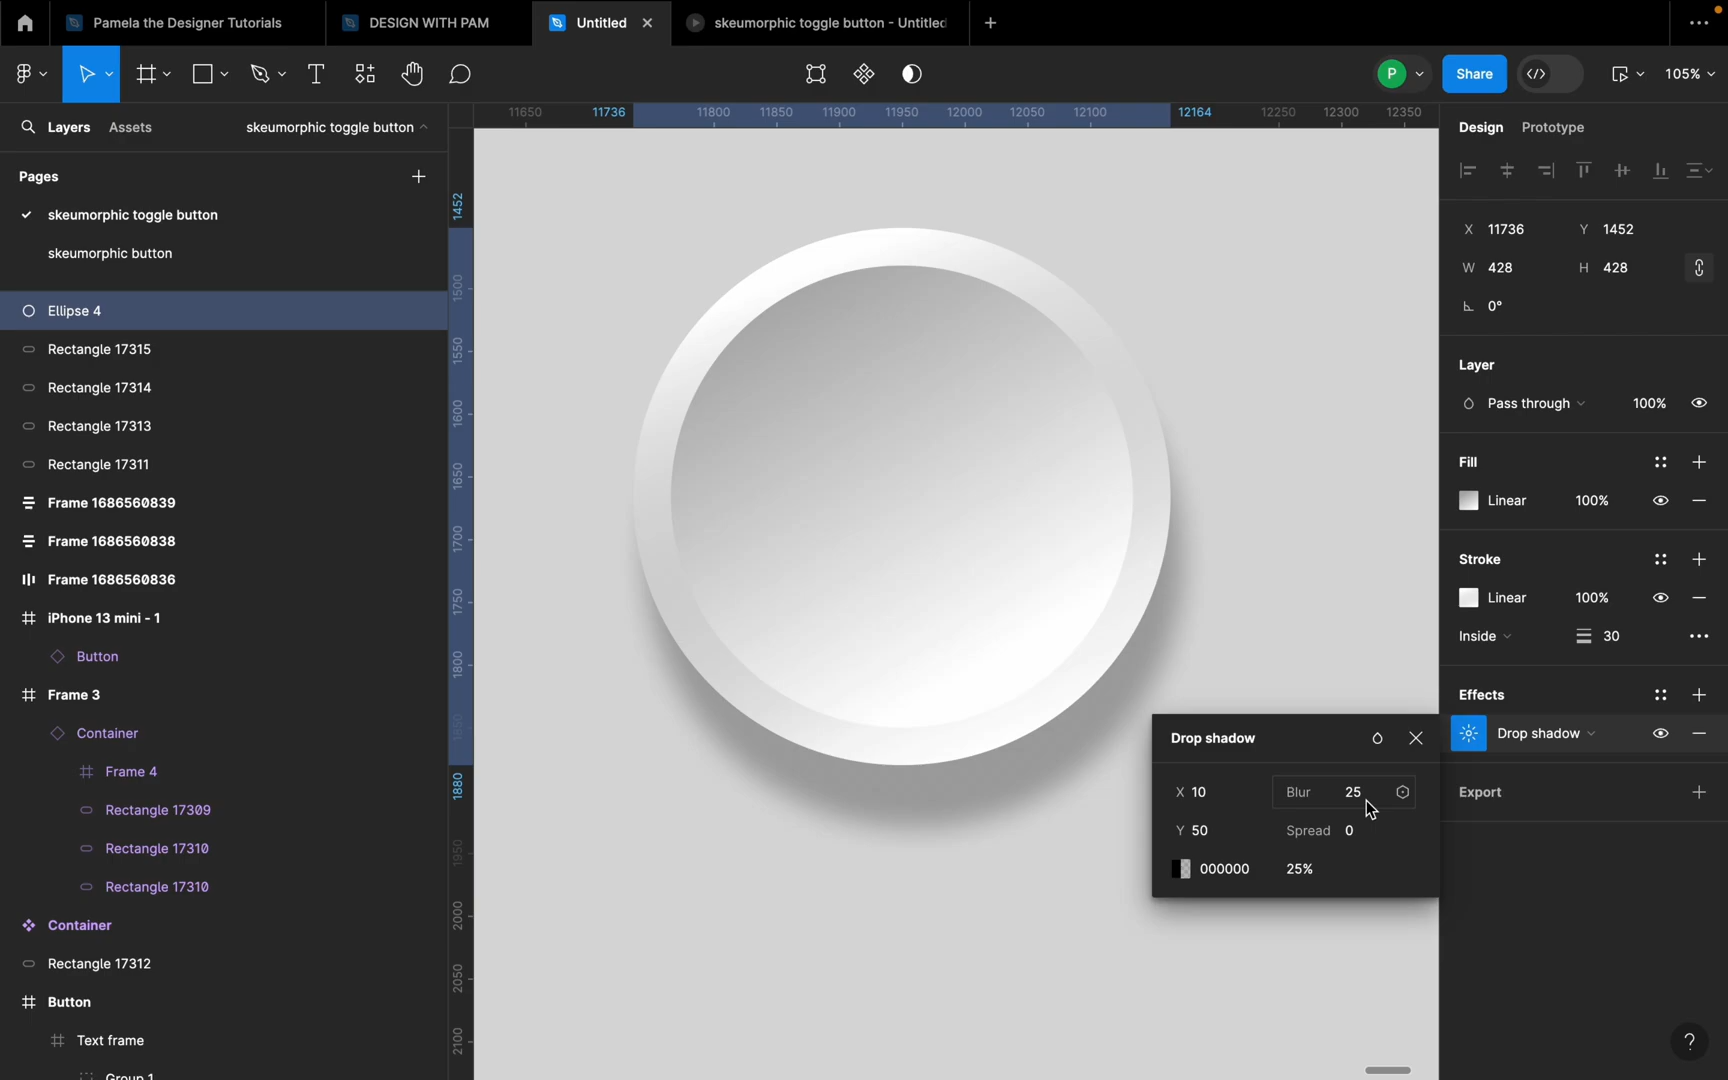 Pamela the Designer Tutorials
DESIGN WITH PAM
Untitled
skeumorphic toggle button - Untitled
P
Share
105%
Layers
Assets
skeumorphic toggle button
Pages
skeumorphic toggle button
skeumorphic button
Ellipse 4
Rectangle 17315
Rectangle 17314
Rectangle 17313
Rectangle 17311
Frame 1686560839
Frame 1686560838
Frame 1686560836
iPhone 13 mini - 1
Button
Frame 3
Container
Frame 4
Rectangle 17309
Rectangle 17310
Rectangle 17310
Container
Rectangle 17312
Button
Text frame
Group 1
11650 11736 11800 11850 11900 11950 12000 12050 12100 12164 12250 12300 12350
1452
1500
1550
1600
1650
1700
1750
1800
1850
1880
1950
2000
2050
2100
Design
Prototype
X 11736 Y 1452
W 428 H 428
0°
Layer
Pass through 100%
Fill
Linear 100%
Stroke
Linear 100%
Inside 30
Effects
Drop shadow
Export
Drop shadow
X 10 Blur 25
Y 50 Spread 0
000000 25%
?